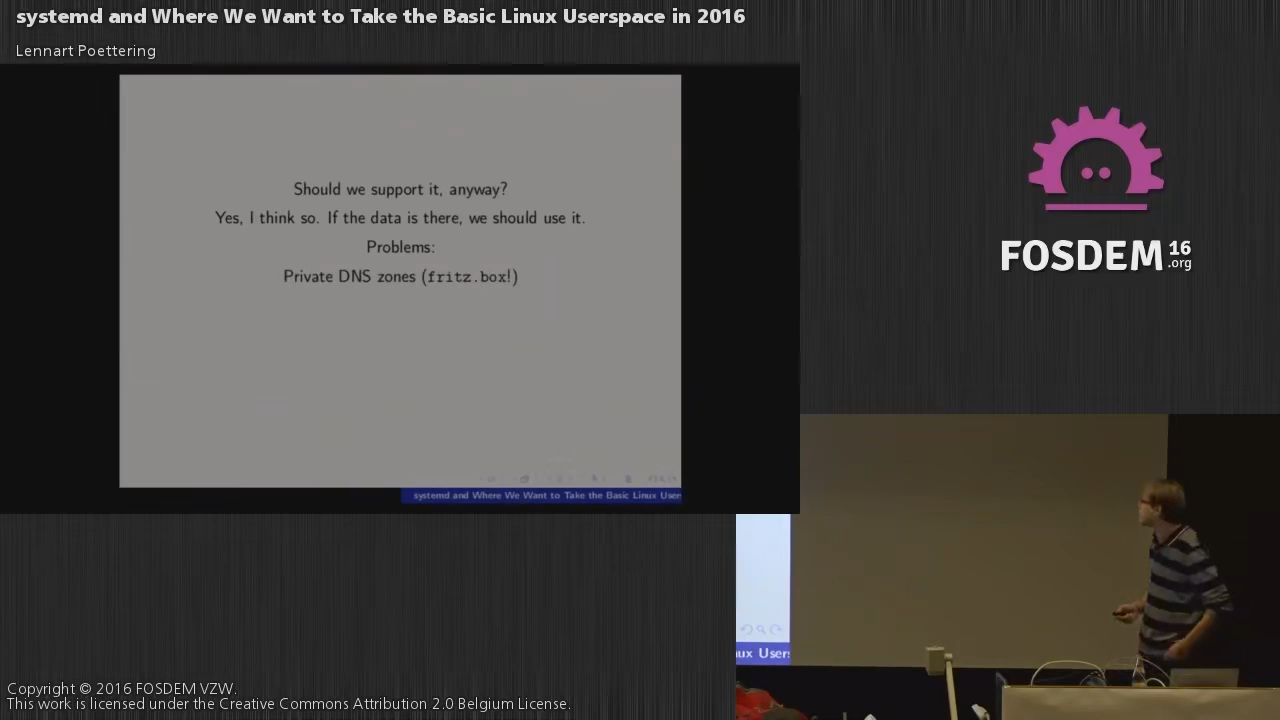 systemd and Where We Want to Take the Basic Linux Userspace in 2016
Lennart Poettering
Should we support it, anyway?
Yes, I think so. If the data is there, we should use it.
Problems:
Private DNS zones (fritz.box!)
systemd and Where We Want to Take the Basic Linux User
FOSDEM 16
.org
nux Users
Copyright © 2016 FOSDEM VZW.
This work is licensed under the Creative Commons Attribution 2.0 Belgium License.